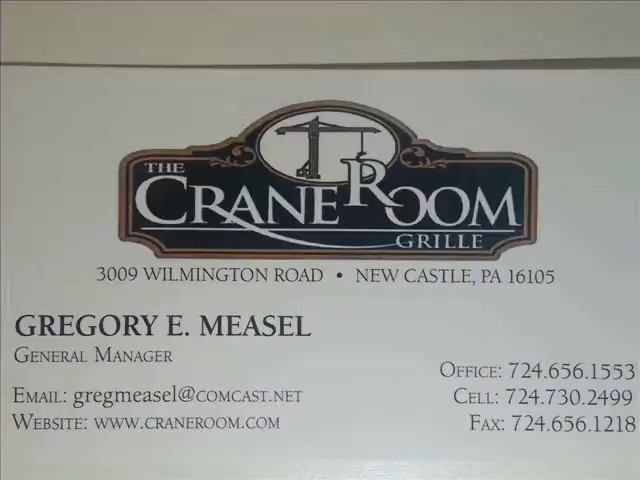 THE
CRANE ROOM
GRILLE
3009 WILMINGTON ROAD • NEW CASTLE, PA 16105
GREGORY E. MEASEL
GENERAL MANAGER
EMAIL: gregmeasel@COMCAST.NET
WEBSITE: WWW.CRANEROOM.COM
OFFICE: 724.656.1553
CELL: 724.730.2499
FAX: 724.656.1218